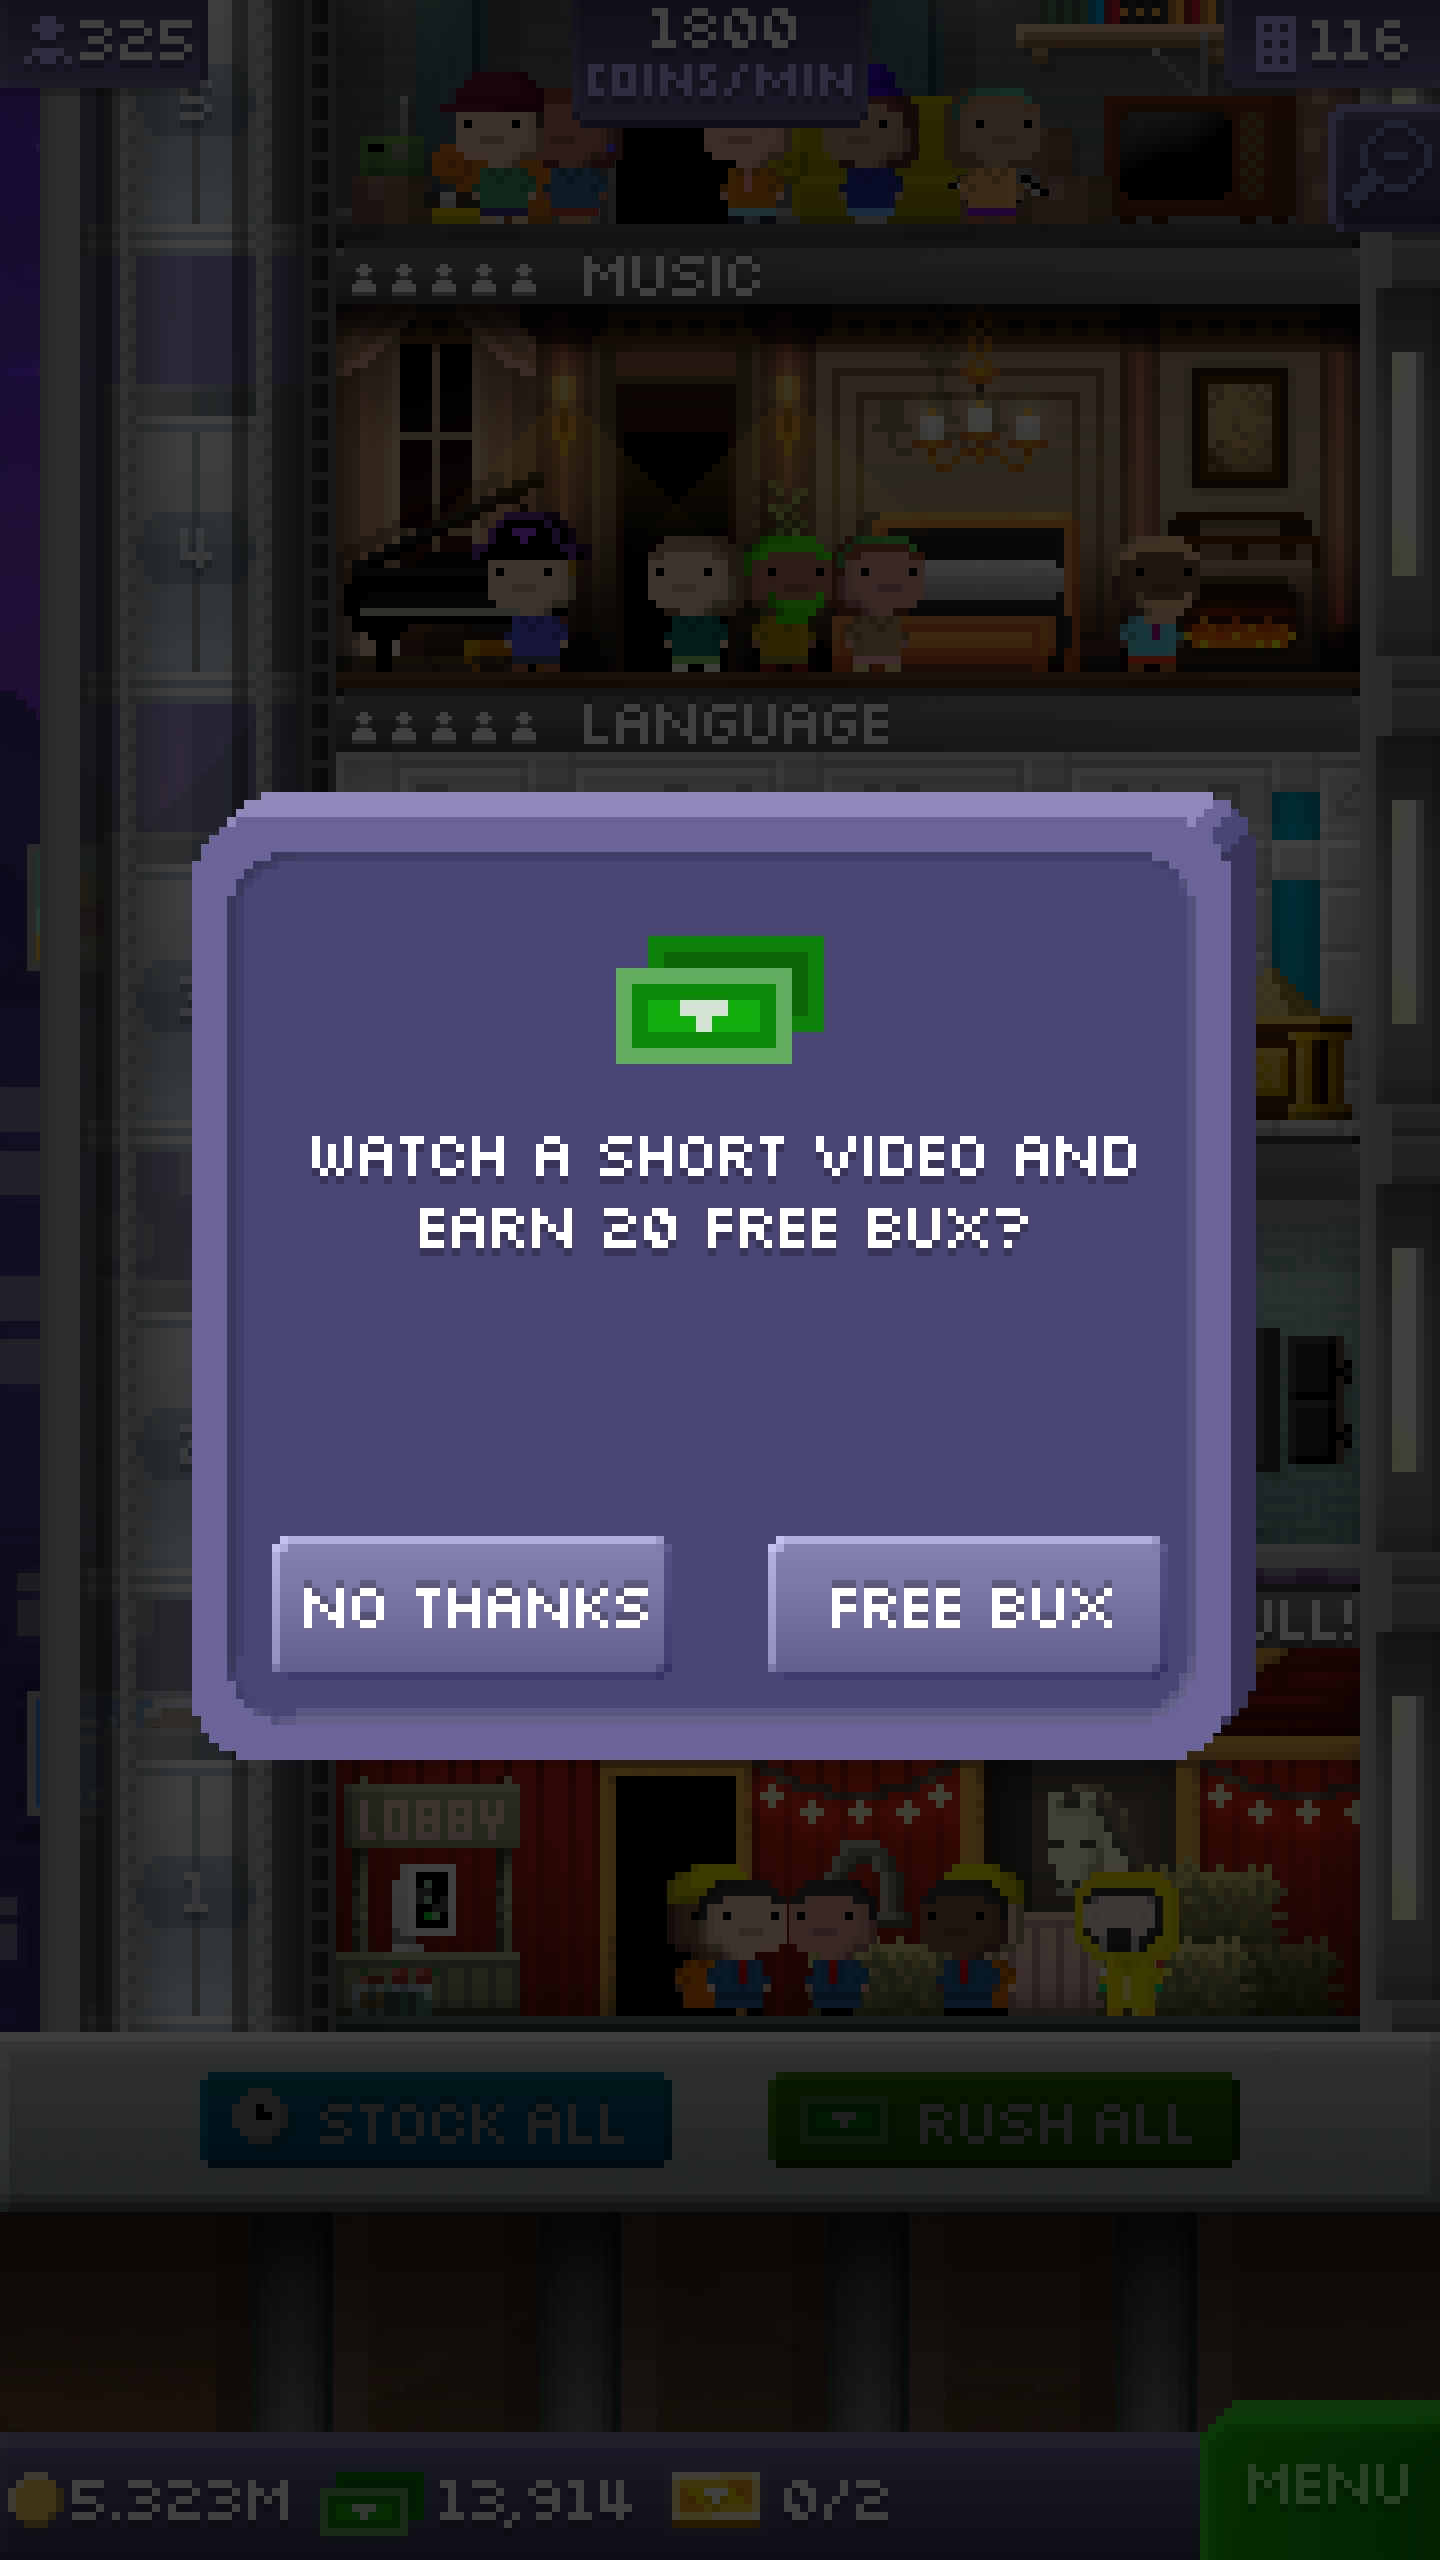 325
1800
COINS/MIN
116
5
MUSIC
4
LANGUAGE
WATCH A SHORT VIDEO AND
EARN 20 FREE BUX?
NO THANKS
FREE BUX
LOBBY
1
STOCK ALL
RUSH ALL
5.323M
13,914
0/2
MENU